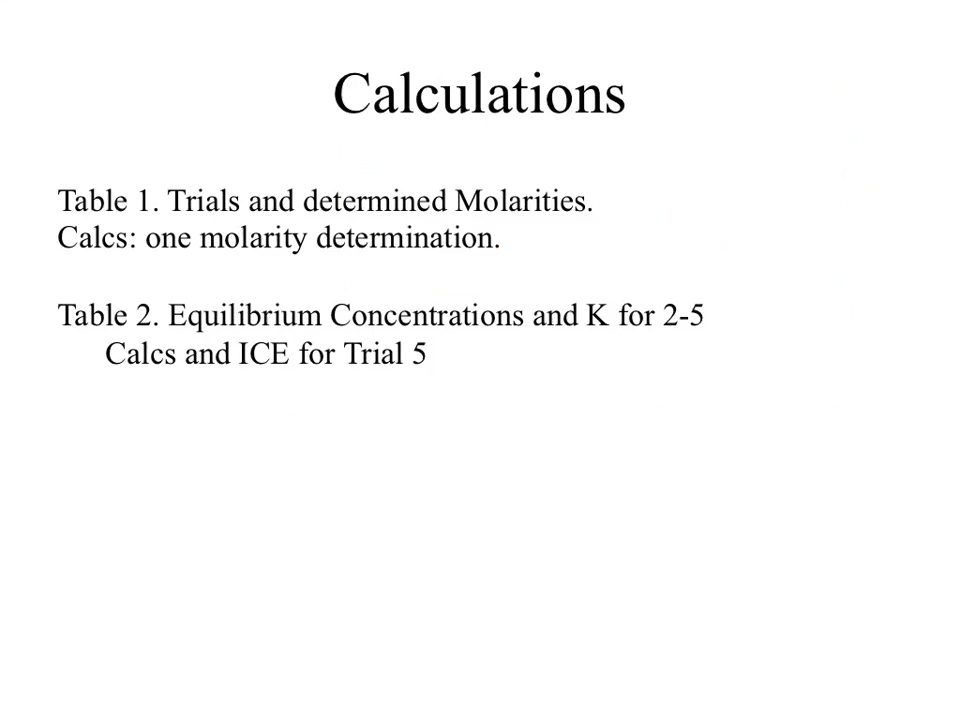 Calculations
Table 1. Trials and determined Molarities.
Calcs: one molarity determination.
Table 2. Equilibrium Concentrations and K for 2-5
Calcs and ICE for Trial 5